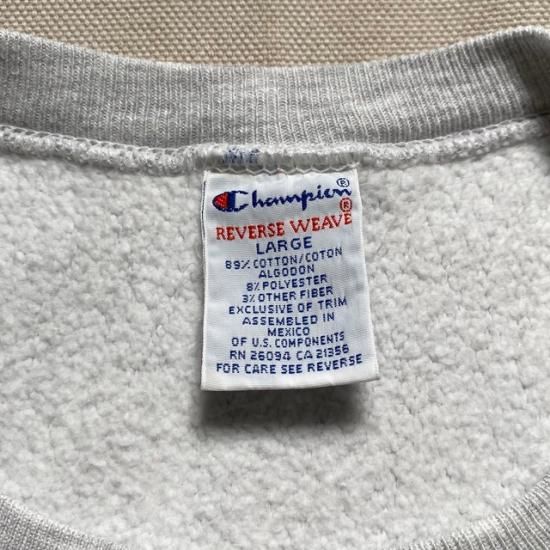 Champion®
REVERSE WEAVE®
LARGE
89% COTTON/COTON
ALGODON
8% POLYESTER
3% OTHER FIBER
EXCLUSIVE OF TRIM
ASSEMBLED IN
MEXICO
OF U.S. COMPONENTS
RN 26094 CA 21356
FOR CARE SEE REVERSE